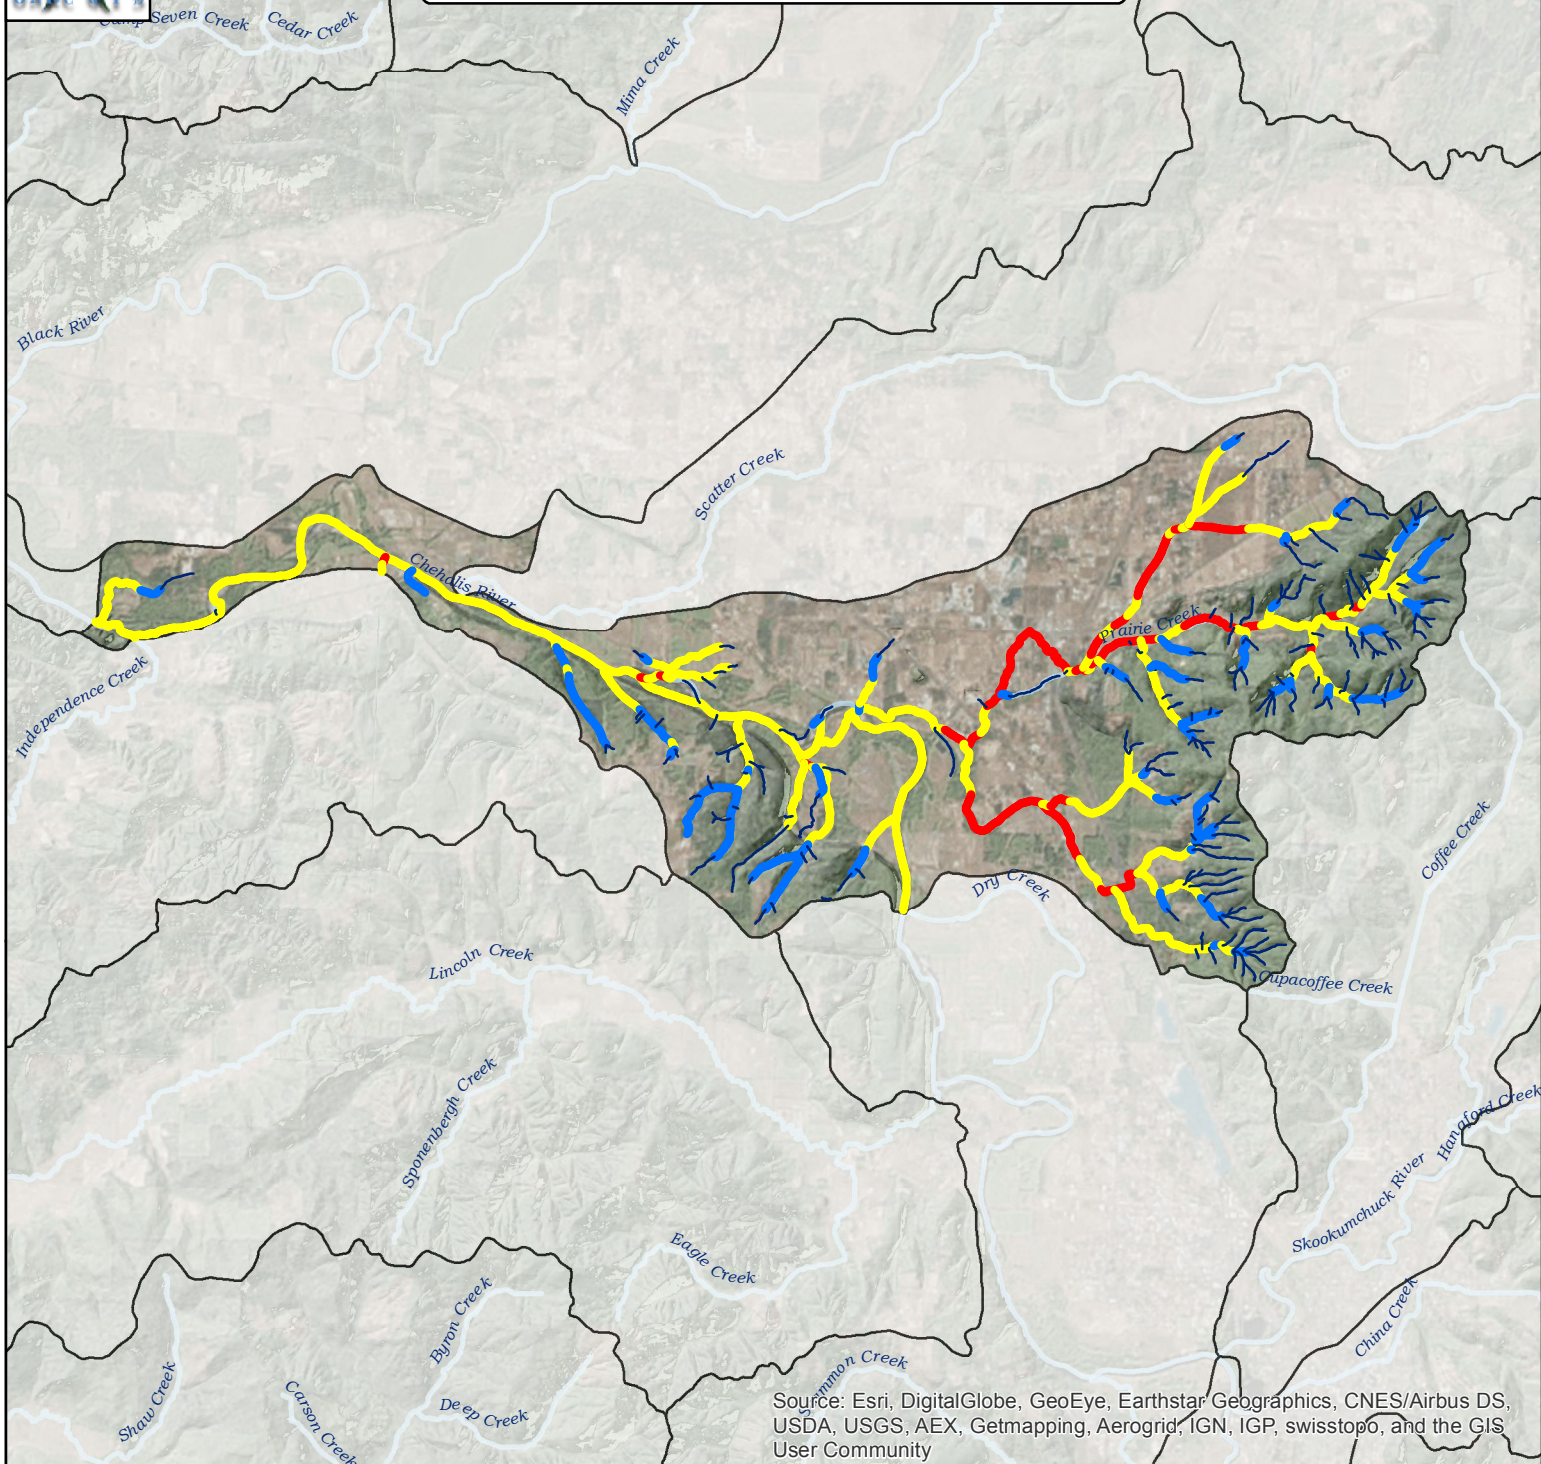 Seven Creek
Cedar Creek
Mima Creek
Black River
Scatter Creek
Chehalis River
Prairie Creek
Independence Creek
Coffee Creek
Dry Creek
Lincoln Creek
Cupacoffee Creek
Sponenbergh Creek
Hanaford Creek
Skookumchuck River
Eagle Creek
Byron Creek
China Creek
Shaw Creek
Carson Creek
Deep Creek
Creek
Source: Esri, DigitalGlobe, GeoEye, Earthstar Geographics, CNES/Airbus DS,
USDA, USGS, AEX, Getmapping, Aerogrid, IGN, IGP, swisstopo, and the GIS
User Community